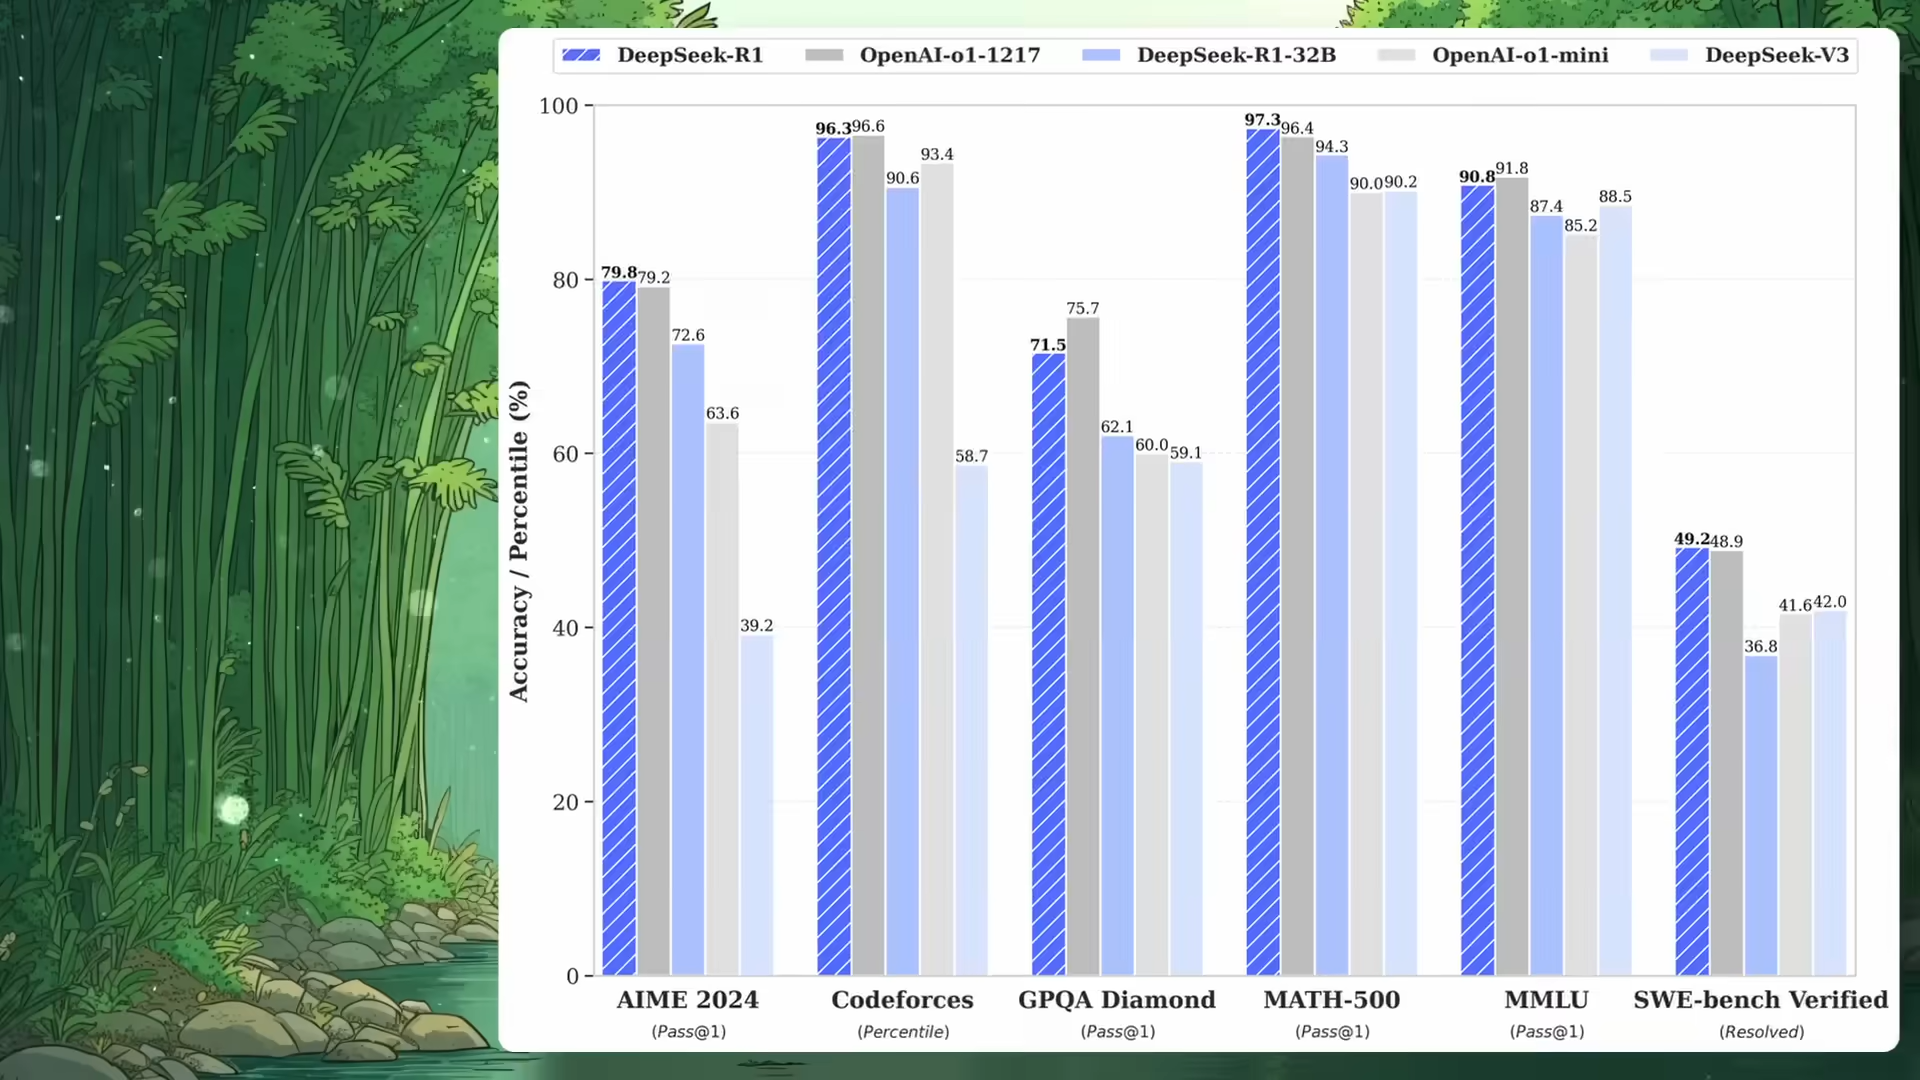 DeepSeek-R1 OpenAI-o1-1217 DeepSeek-R1-32B OpenAI-o1-mini DeepSeek-V3
Accuracy / Percentile (%)
100
80
60
40
20
0
79.8 79.2 72.6 63.6 39.2
96.3 96.6 90.6 93.4 58.7
71.5 75.7 62.1 60.0 59.1
97.3 96.4 94.3 90.0 90.2
90.8 91.8 87.4 85.2 88.5
49.2 48.9 36.8 41.6 42.0
AIME 2024 Codeforces GPQA Diamond MATH-500 MMLU SWE-bench Verified
(Pass@1) (Percentile) (Pass@1) (Pass@1) (Pass@1) (Resolved)